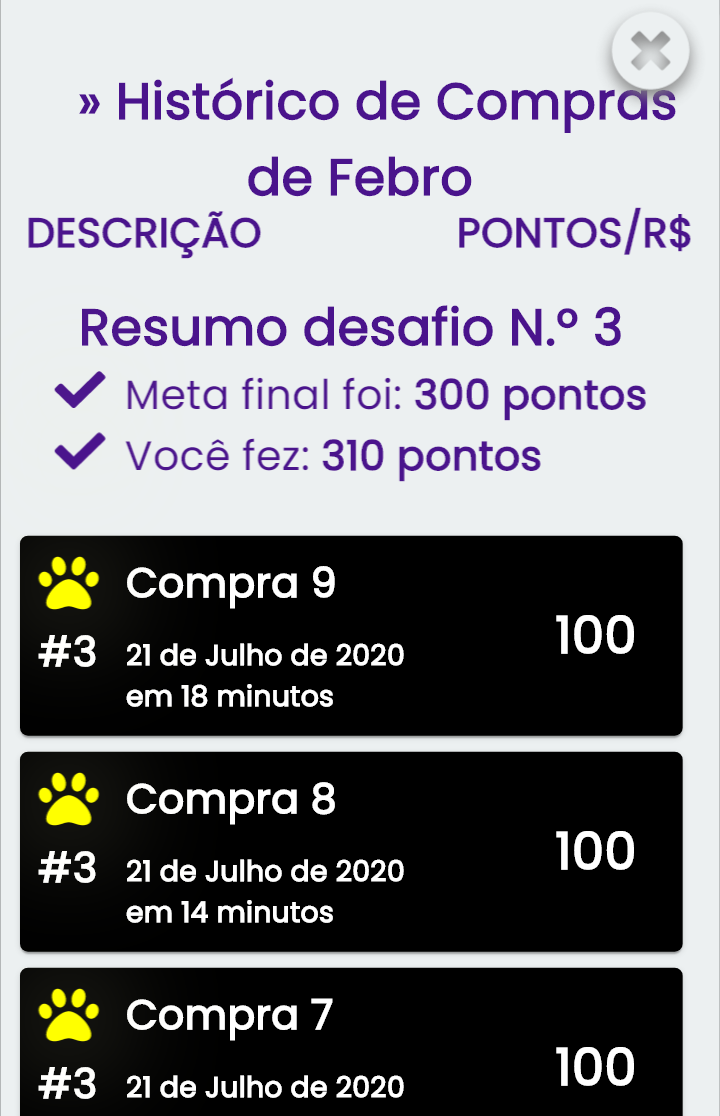 » Histórico de Compras
de Febro
DESCRIÇÃO PONTOS/R$
Resumo desafio N.º 3
Meta final foi: 300 pontos
Você fez: 310 pontos
Compra 9
#3
21 de Julho de 2020
em 18 minutos
100
Compra 8
#3
21 de Julho de 2020
em 14 minutos
100
Compra 7
#3
21 de Julho de 2020
100